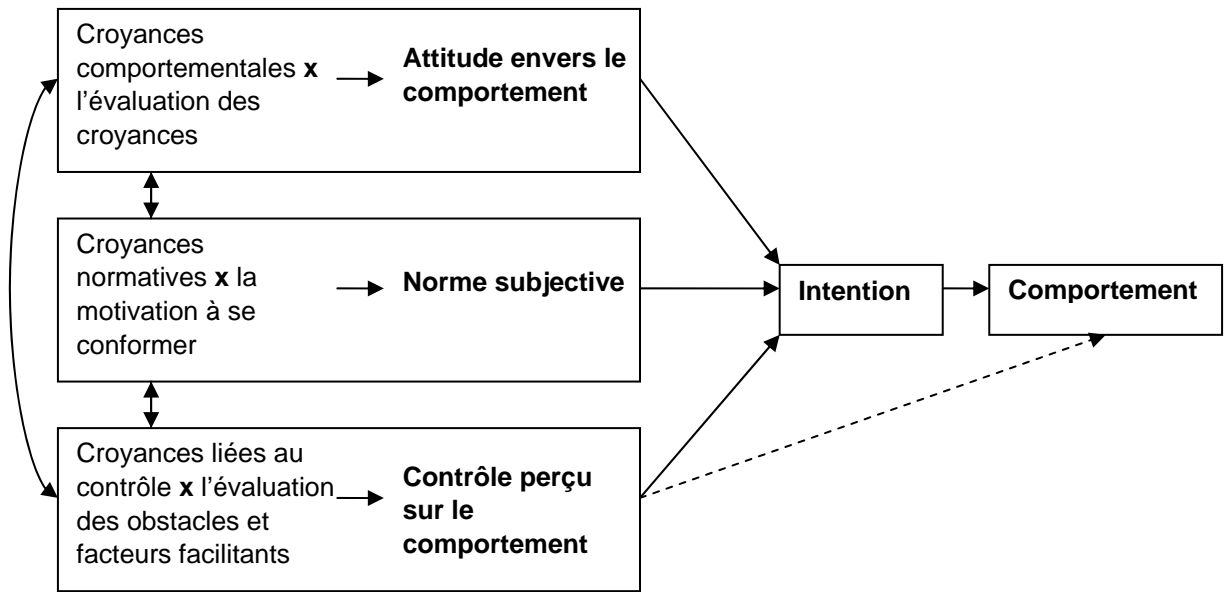 Croyances
comportementales x
l'évaluation des
croyances
Attitude envers le
comportement
Croyances
normatives x la
motivation à se
conformer
Norme subjective
Croyances liées au
contrôle x l'évaluation
des obstacles et
facteurs facilitants
Contrôle perçu
sur le
comportement
Intention
Comportement